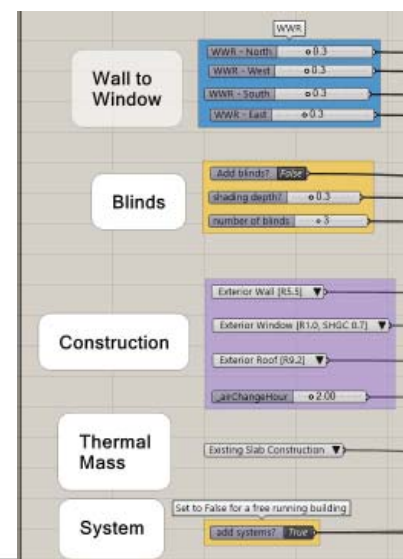 WWR
Wall to
Window
WWR - North 0.3
WWR - West 0.3
WWR - South 0.3
WWR - East 0.3
Blinds
Add blinds? False
shading depth? 0.3
number of blinds 3
Construction
Exterior Wall [R5.5]
Exterior Window [R1.0, SHGC 0.7]
Exterior Roof [R9.2]
_airChangeHour 2.00
Thermal
Mass
Existing Slab Construction
System
Set to False for a free running building
add systems? True